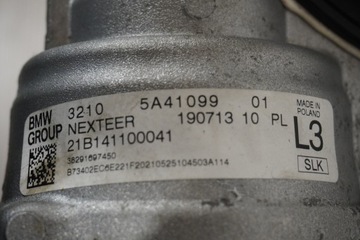 BMW GROUP
3210 5A41099 01
NEXTEER 190713 10 PL
21B141100041
38291697450
B73402EC6E221F20210525104503A114
MADE IN POLAND
L3
SLK